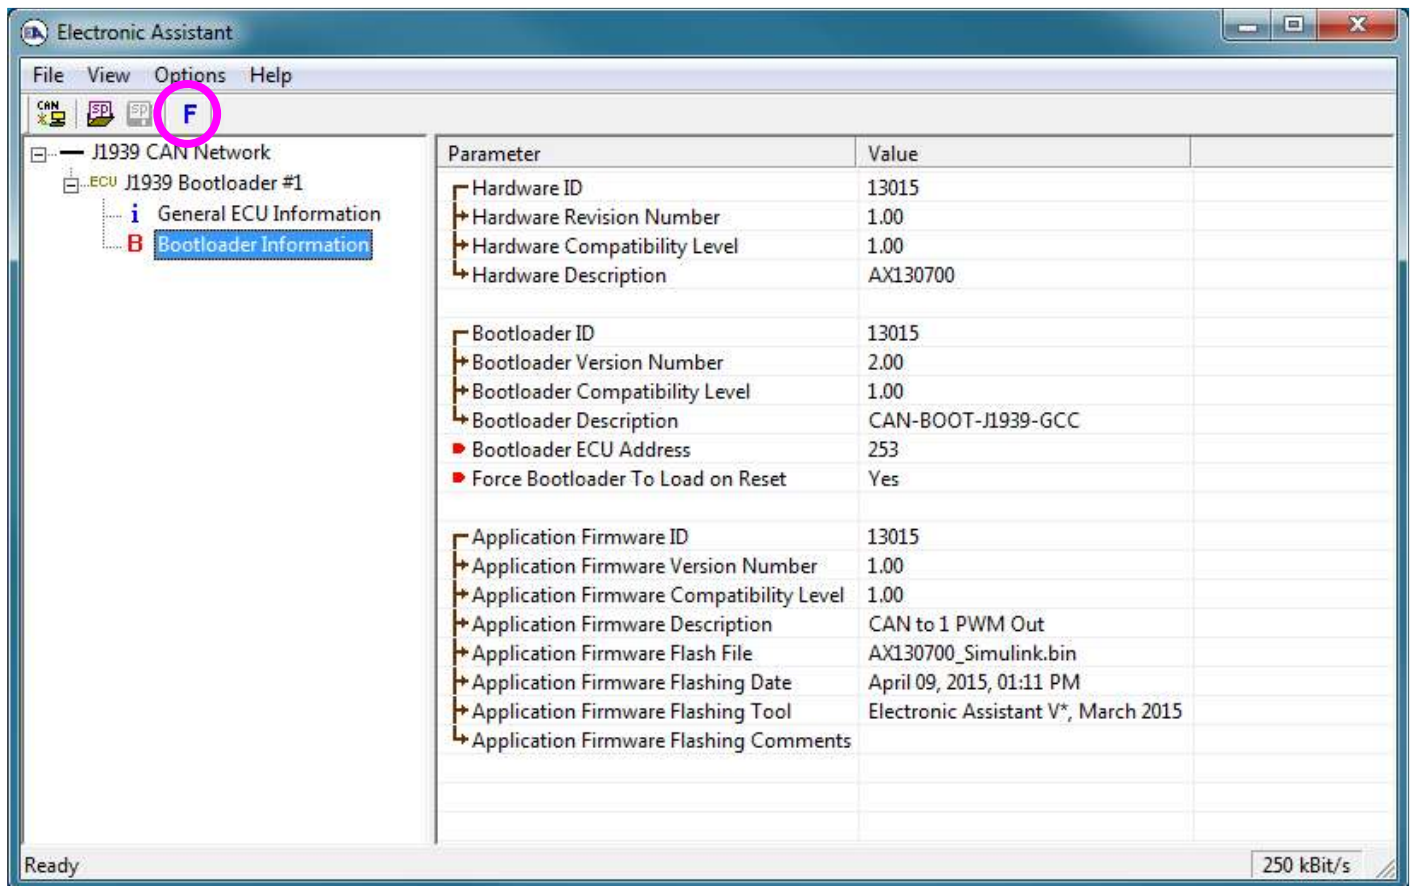 EA Electronic Assistant
File View Options Help
CAN SP SP F
J1939 CAN Network
ECU J1939 Bootloader #1
i General ECU Information
B Bootloader Information
Parameter Value
Hardware ID 13015
Hardware Revision Number 1.00
Hardware Compatibility Level 1.00
Hardware Description AX130700
Bootloader ID 13015
Bootloader Version Number 2.00
Bootloader Compatibility Level 1.00
Bootloader Description CAN-BOOT-J1939-GCC
Bootloader ECU Address 253
Force Bootloader To Load on Reset Yes
Application Firmware ID 13015
Application Firmware Version Number 1.00
Application Firmware Compatibility Level 1.00
Application Firmware Description CAN to 1 PWM Out
Application Firmware Flash File AX130700_Simulink.bin
Application Firmware Flashing Date April 09, 2015, 01:11 PM
Application Firmware Flashing Tool Electronic Assistant V*, March 2015
Application Firmware Flashing Comments
Ready 250 kBit/s